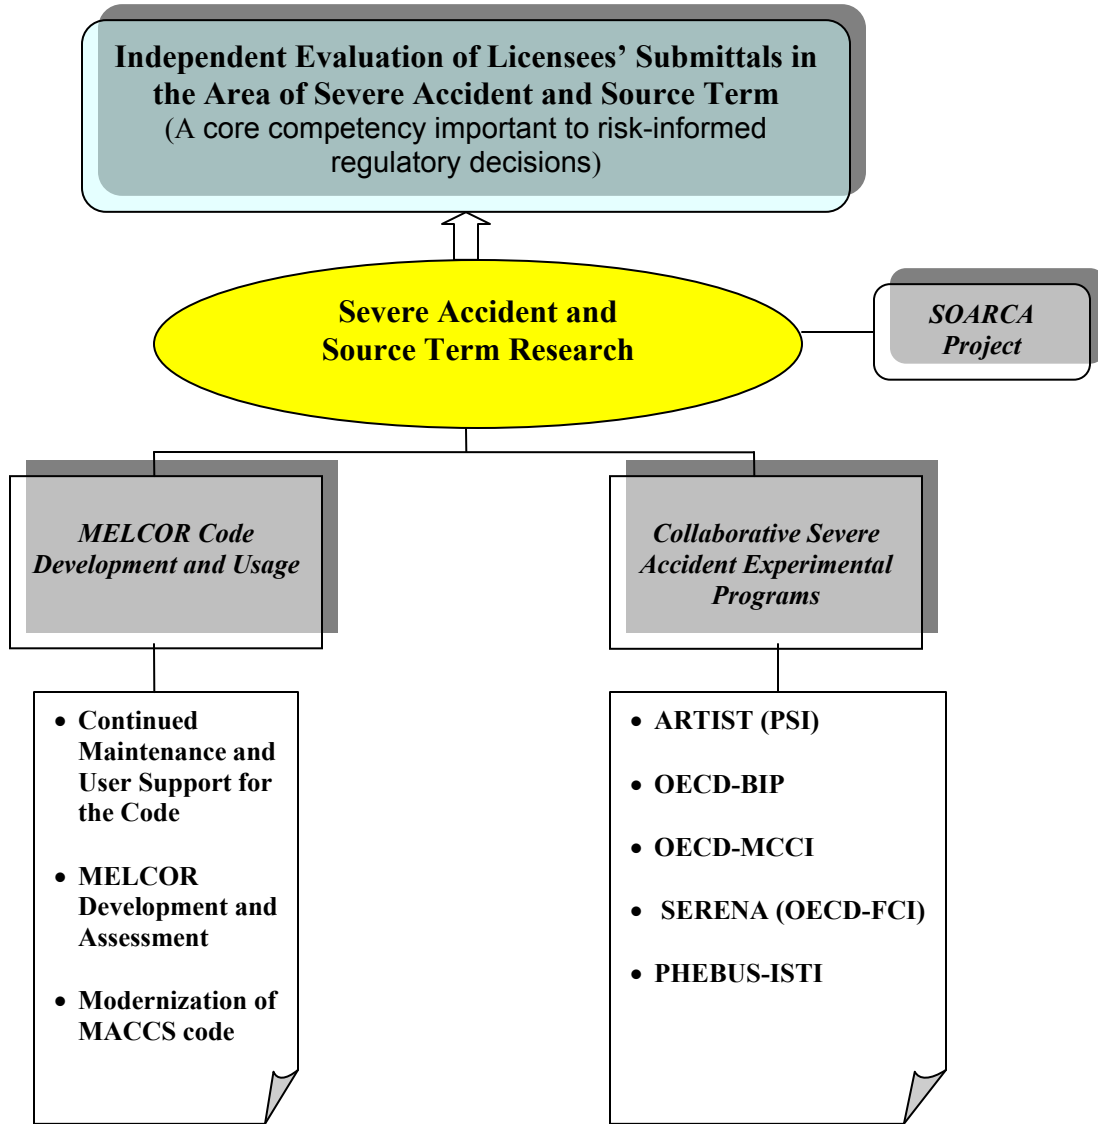 Independent Evaluation of Licensees’ Submittals in
the Area of Severe Accident and Source Term
(A core competency important to risk-informed
regulatory decisions)
Severe Accident and
Source Term Research
SOARCA
Project
MELCOR Code
Development and Usage
Collaborative Severe
Accident Experimental
Programs
• Continued
Maintenance and
User Support for
the Code
• MELCOR
Development and
Assessment
• Modernization of
MACCS code
• ARTIST (PSI)
• OECD-BIP
• OECD-MCCI
• SERENA (OECD-FCI)
• PHEBUS-ISTI